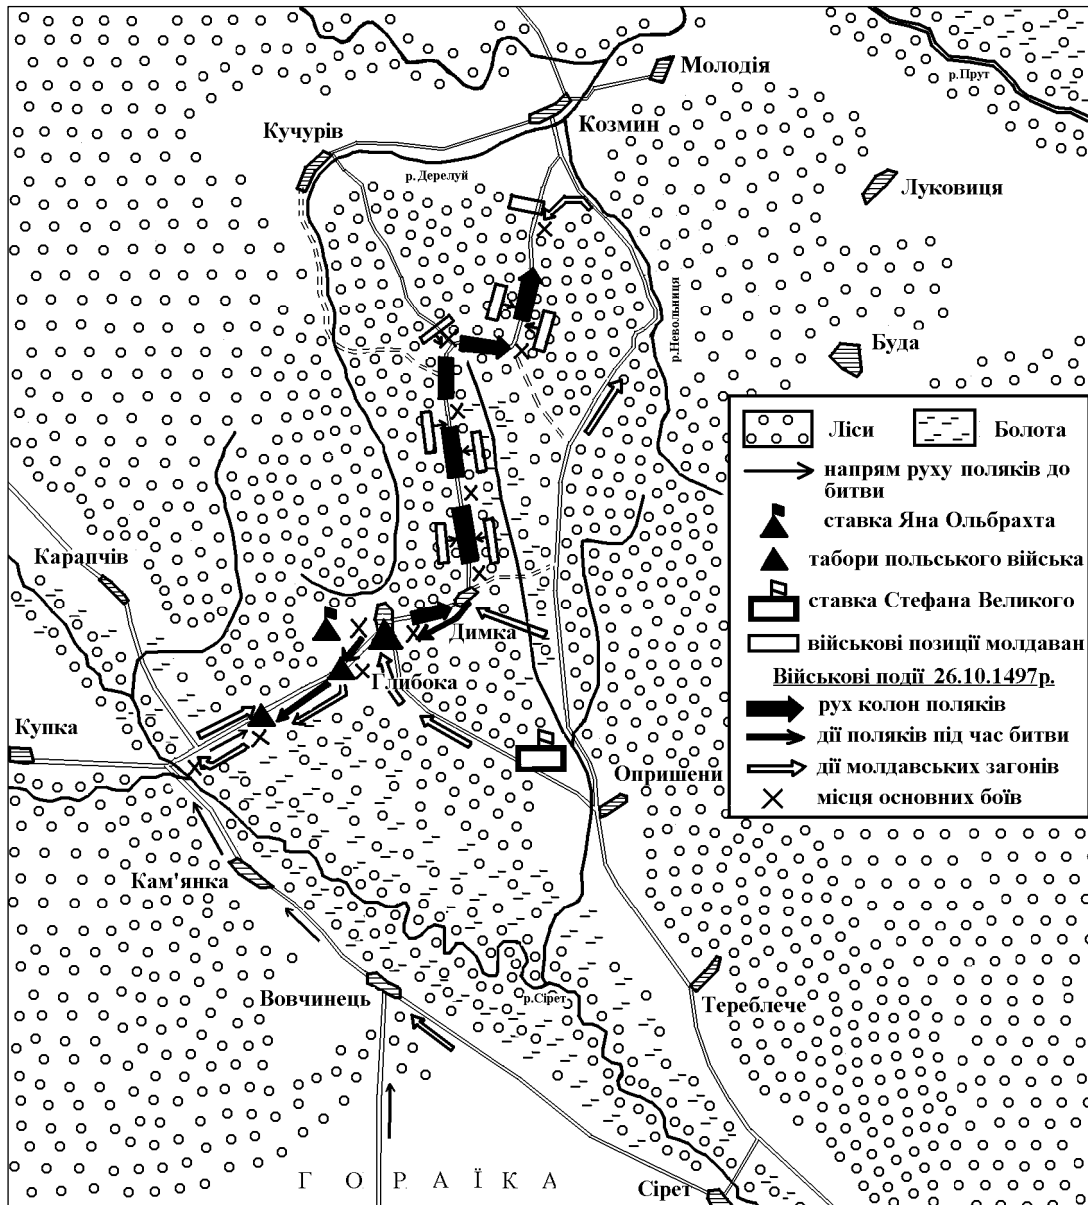 Молодія
р.Прут
Козмин
Кучурів
р.Дерелуй
Луковиця
р.Невольниця
Буда
Ліси
Болота
напрям руху поляків до
битви
ставка Яна Ольбрахта
табори польського війська
ставка Стефана Великого
військові позиції молдаван
Військові події 26.10.1497р.
рух колон поляків
дії поляків під час битви
дії молдавських загонів
місця основних боїв
Карапчів
Димка
Глибока
Купка
Опришени
Кам'янка
Вовчинець
р.Сірет
Тереблече
ГОРАЇКА
Сірет